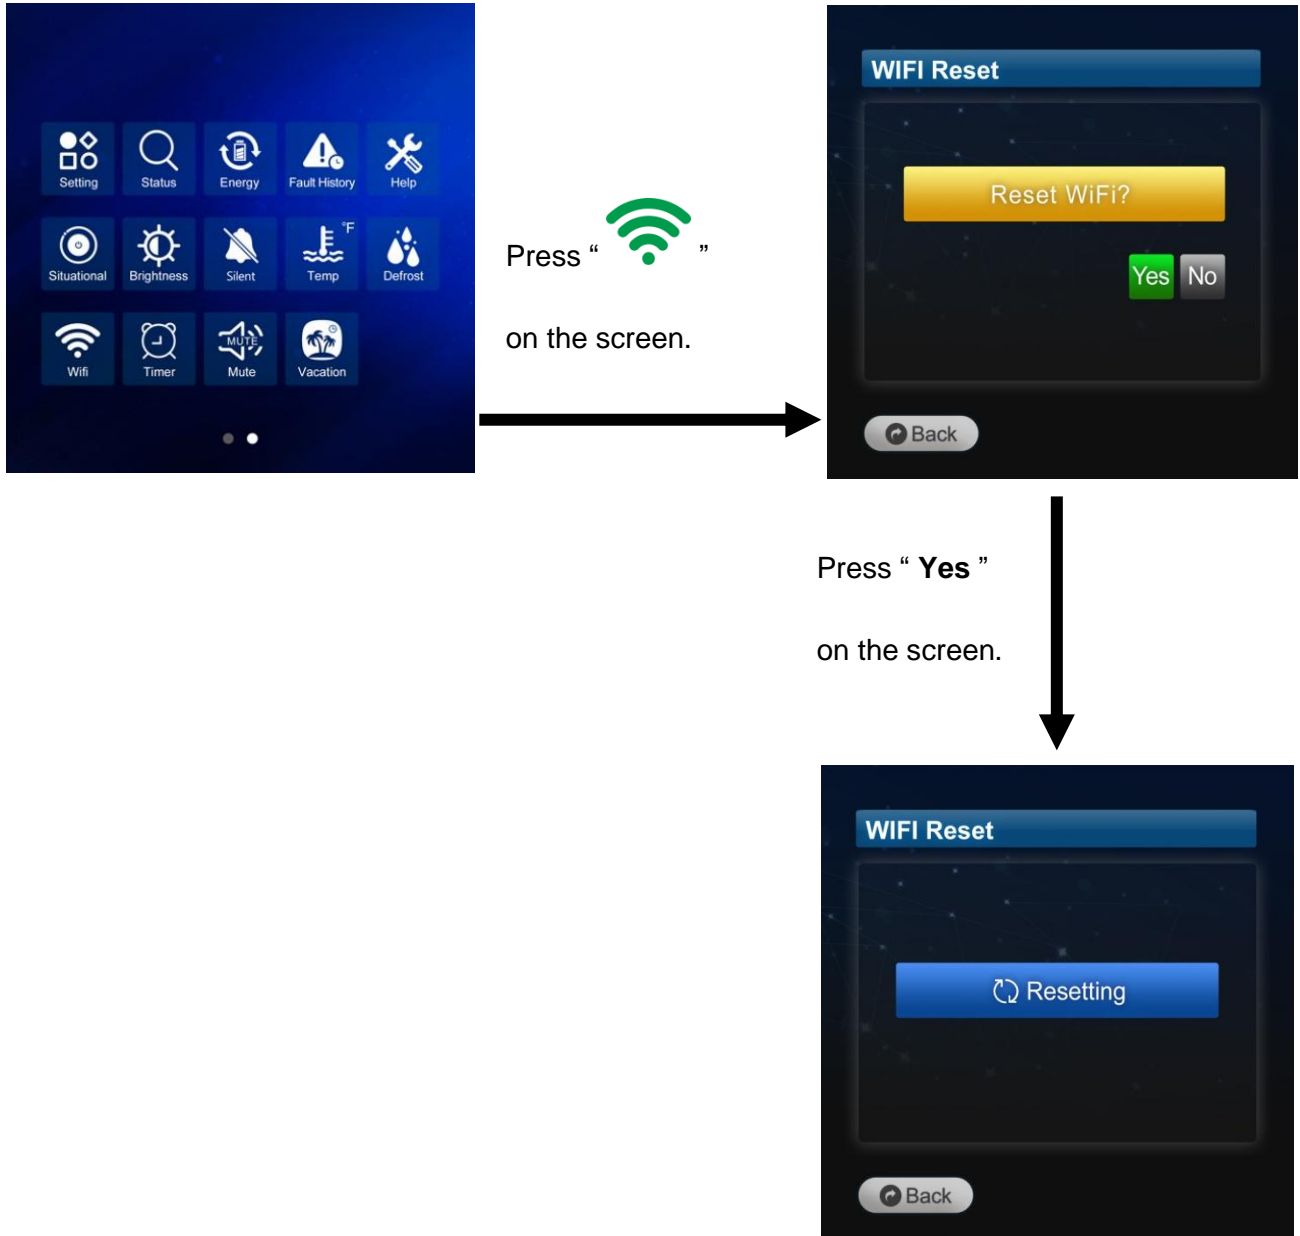 Setting Status Energy Fault History Help
°F
Situational Brightness Silent Temp Defrost
MUTE
Wifi Timer Mute Vacation
Press “ ”
on the screen.
WIFI Reset
Reset WiFi?
Yes No
Back
Press “ Yes ”
on the screen.
WIFI Reset
Resetting
Back